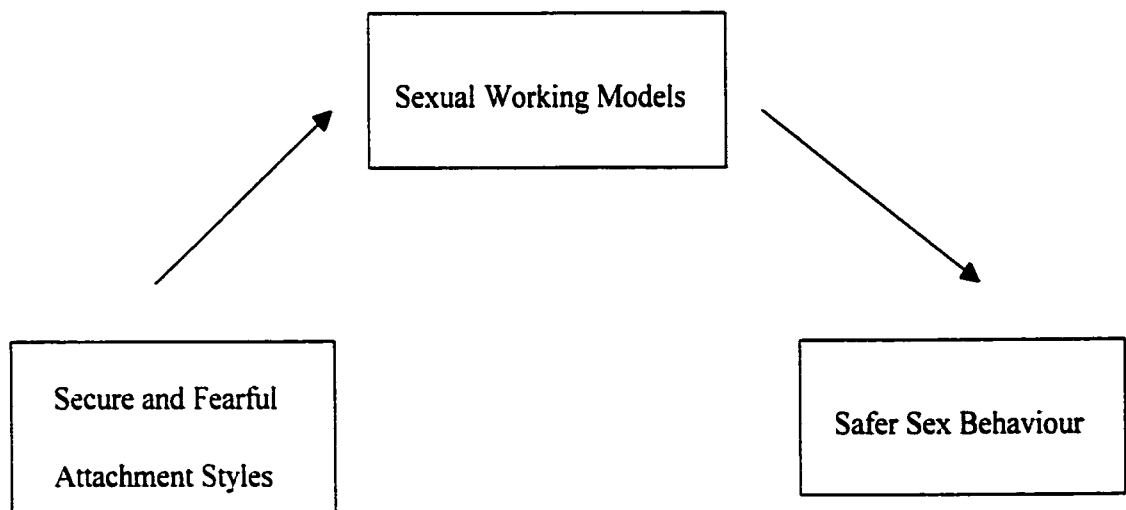 Sexual Working Models
Secure and Fearful
Attachment Styles
Safer Sex Behaviour